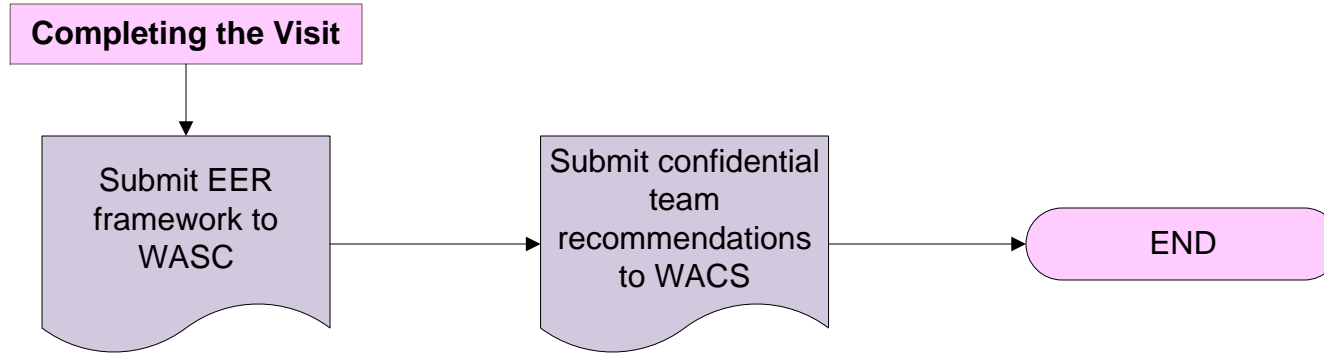 Completing the Visit
Submit EER
framework to
WASC
Submit confidential
team
recommendations
to WACS
END